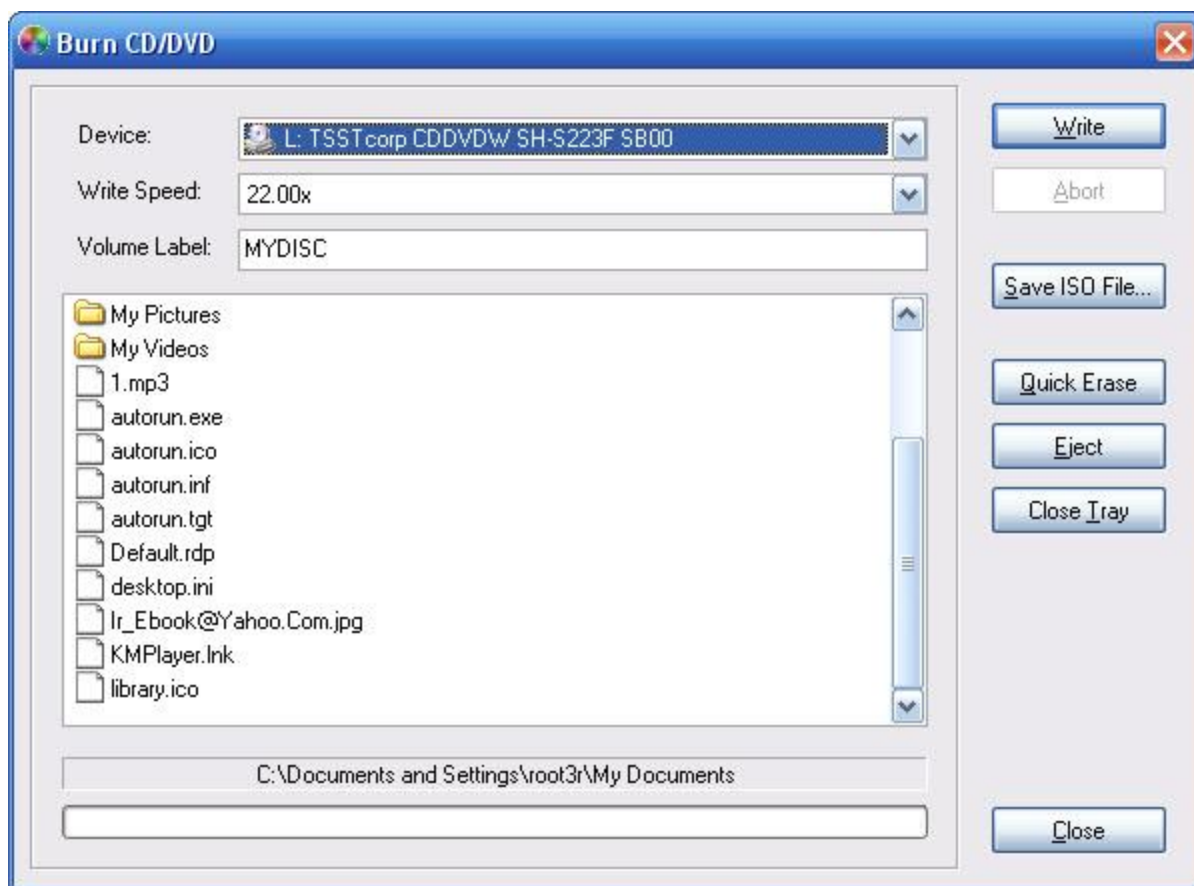 Burn CD/DVD
Device: L: TSSTcorp CDDVDW SH-S223F SB00
Write Speed: 22.00x
Volume Label: MYDISC
My Pictures
My Videos
1.mp3
autorun.exe
autorun.ico
autorun.inf
autorun.tgt
Default.rdp
desktop.ini
Ir_Ebook@Yahoo.Com.jpg
KMPlayer.lnk
library.ico
C:\Documents and Settings\root3r\My Documents
Write
Abort
Save ISO File...
Quick Erase
Eject
Close Tray
Close